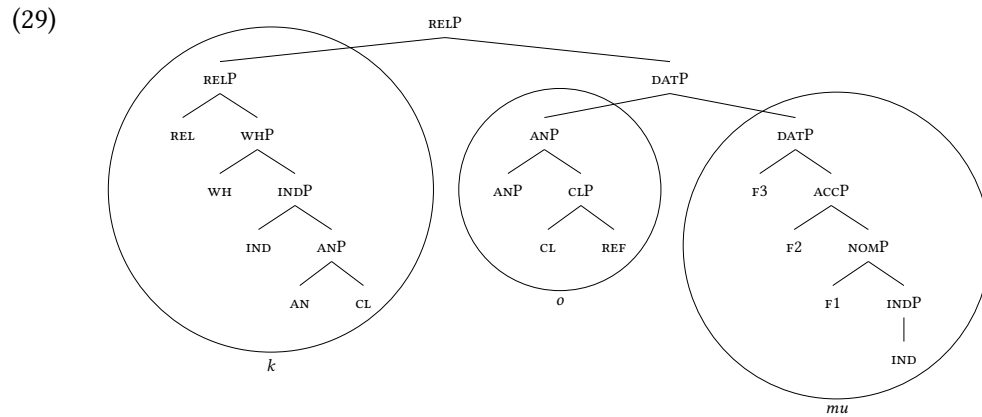 (29)
RELP
RELP DATP
REL WHP ANP DATP
WH INDP ANP CLP F3 ACCP
IND ANP CL REF F2 NOMP
AN CL o F1 INDP
k IND
mu